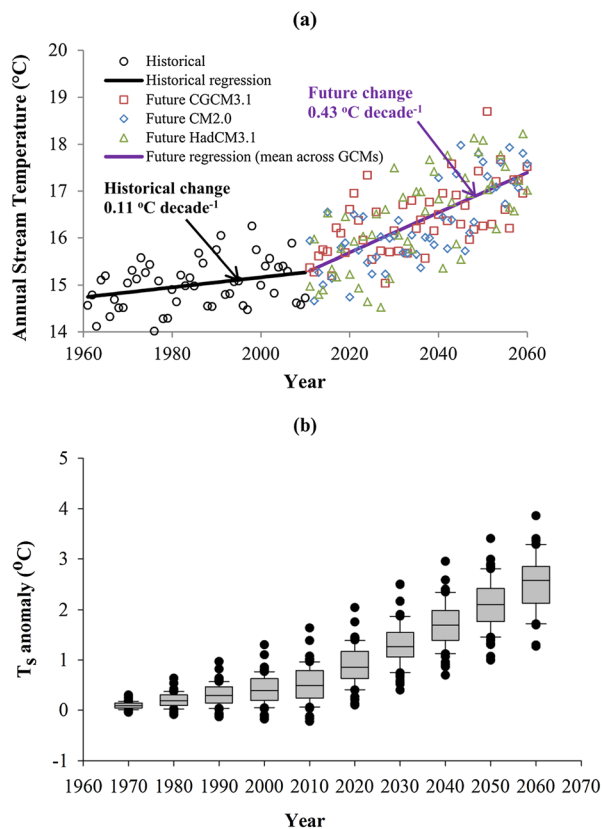 (a)
Annual Stream Temperature (°C)
20
19
18
17
16
15
14
Historical
Historical regression
Future CGCM3.1
Future CM2.0
Future HadCM3.1
Future regression (mean across GCMs)
Historical change
0.11 °C decade⁻¹
Future change
0.43 °C decade⁻¹
1960 1980 2000 2020 2040 2060
Year
(b)
Ts anomaly (°C)
5
4
3
2
1
0
-1
1960 1970 1980 1990 2000 2010 2020 2030 2040 2050 2060 2070
Year